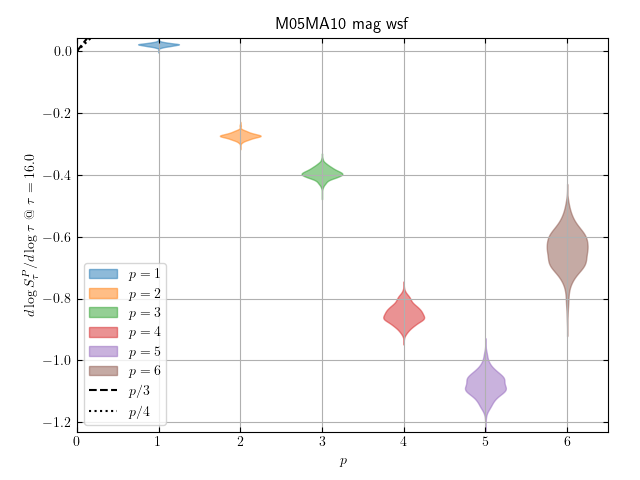 M05MA10 mag wsf
d log S_τ^P / d log τ @ τ = 16.0
0.0
−0.2
−0.4
−0.6
−0.8
−1.0
−1.2
p = 1
p = 2
p = 3
p = 4
p = 5
p = 6
p/3
p/4
0 1 2 3 4 5 6
p